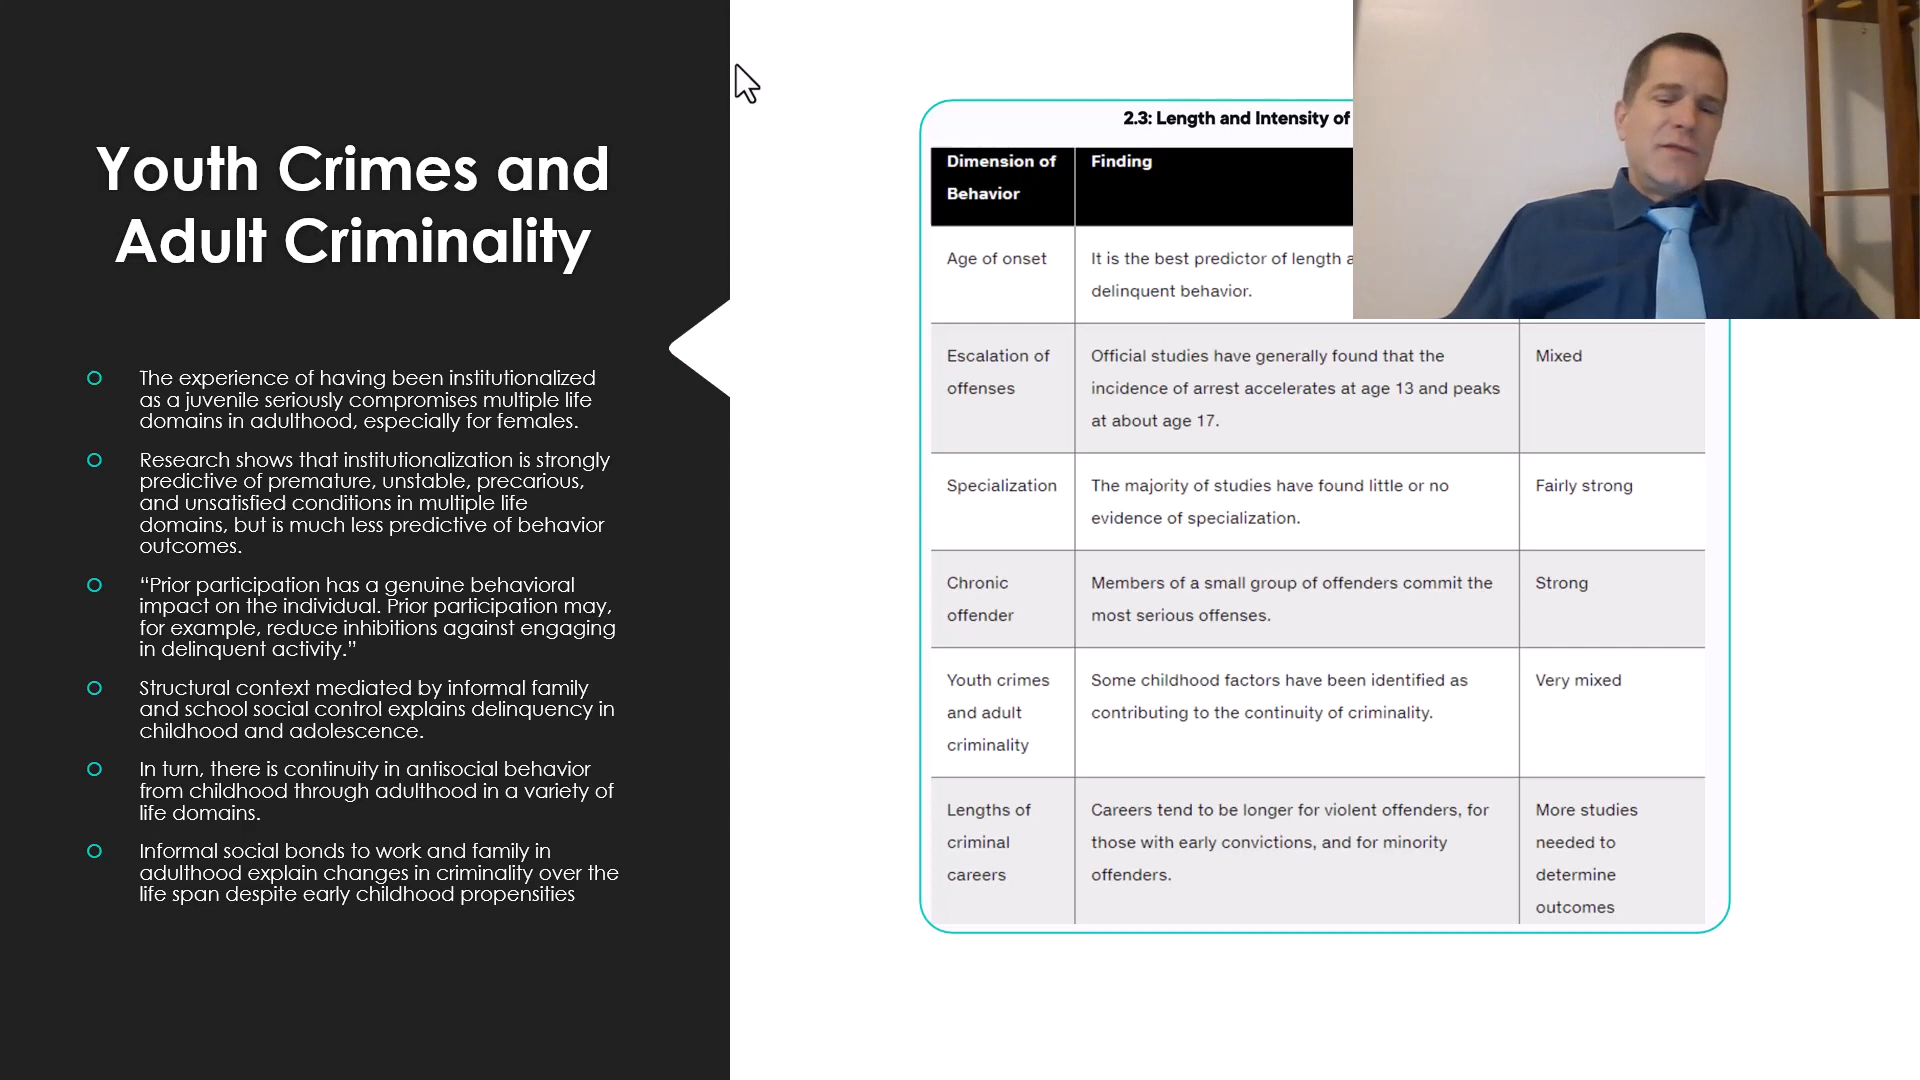 Youth Crimes and
Adult Criminality
The experience of having been institutionalized
as a juvenile seriously compromises multiple life
domains in adulthood, especially for females.
Research shows that institutionalization is strongly
predictive of premature, unstable, precarious,
and unsatisfied conditions in multiple life
domains, but is much less predictive of behavior
outcomes.
“Prior participation has a genuine behavioral
impact on the individual. Prior participation may,
for example, reduce inhibitions against engaging
in delinquent activity.”
Structural context mediated by informal family
and school social control explains delinquency in
childhood and adolescence.
In turn, there is continuity in antisocial behavior
from childhood through adulthood in a variety of
life domains.
Informal social bonds to work and family in
adulthood explain changes in criminality over the
life span despite early childhood propensities
2.3: Length and Intensity of
Dimension of
Behavior
Finding
Age of onset
It is the best predictor of length
delinquent behavior.
Escalation of
offenses
Official studies have generally found that the
incidence of arrest accelerates at age 13 and peaks
at about age 17.
Mixed
Specialization
The majority of studies have found little or no
evidence of specialization.
Fairly strong
Chronic
offender
Members of a small group of offenders commit the
most serious offenses.
Strong
Youth crimes
and adult
criminality
Some childhood factors have been identified as
contributing to the continuity of criminality.
Very mixed
Lengths of
criminal
careers
Careers tend to be longer for violent offenders, for
those with early convictions, and for minority
offenders.
More studies
needed to
determine
outcomes